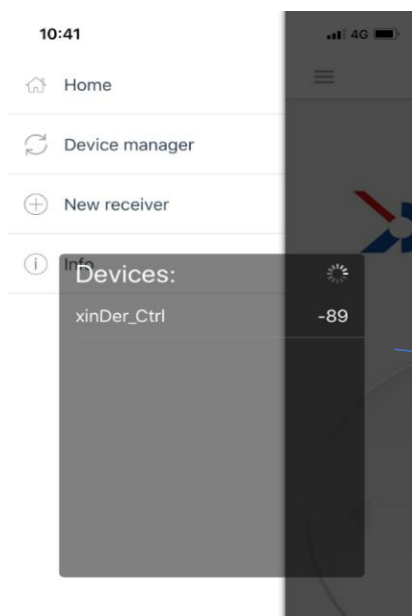 10:41
4G
Home
Device manager
New receiver
Info
Devices:
xinDer_Ctrl -89